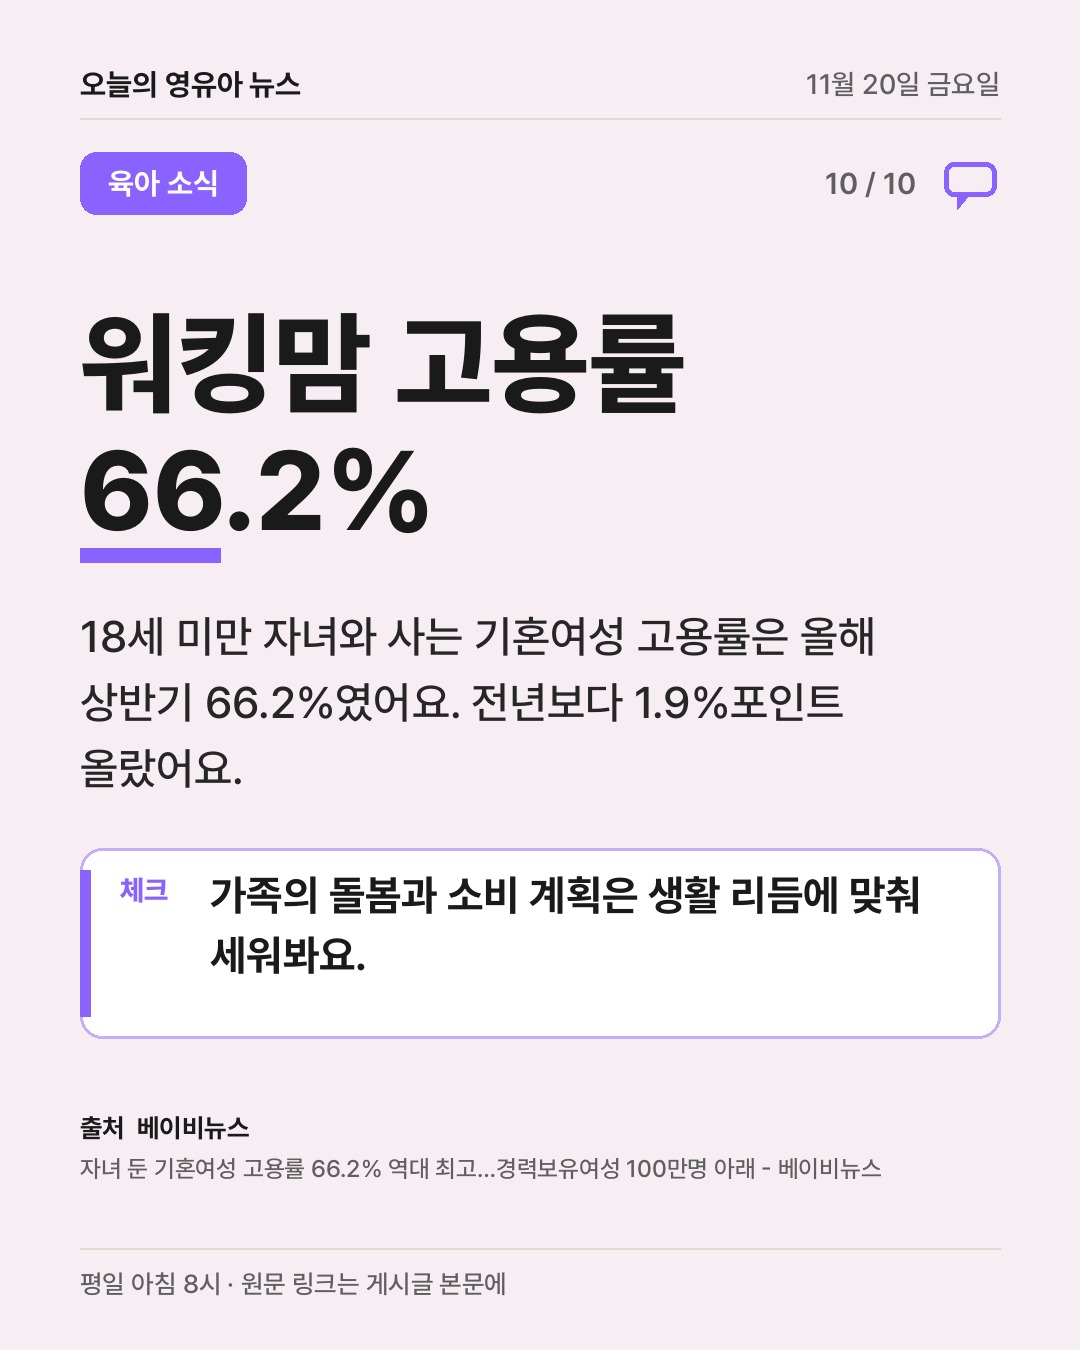 오늘의 영유아 뉴스
11월 20일 금요일
육아 소식
10 / 10
워킹맘 고용률
66.2%
18세 미만 자녀와 사는 기혼여성 고용률은 올해
상반기 66.2%였어요. 전년보다 1.9%포인트
올랐어요.
체크
가족의 돌봄과 소비 계획은 생활 리듬에 맞춰
세워봐요.
출처 베이비뉴스
자녀 둔 기혼여성 고용률 66.2% 역대 최고...경력보유여성 100만명 아래 - 베이비뉴스
평일 아침 8시 · 원문 링크는 게시글 본문에